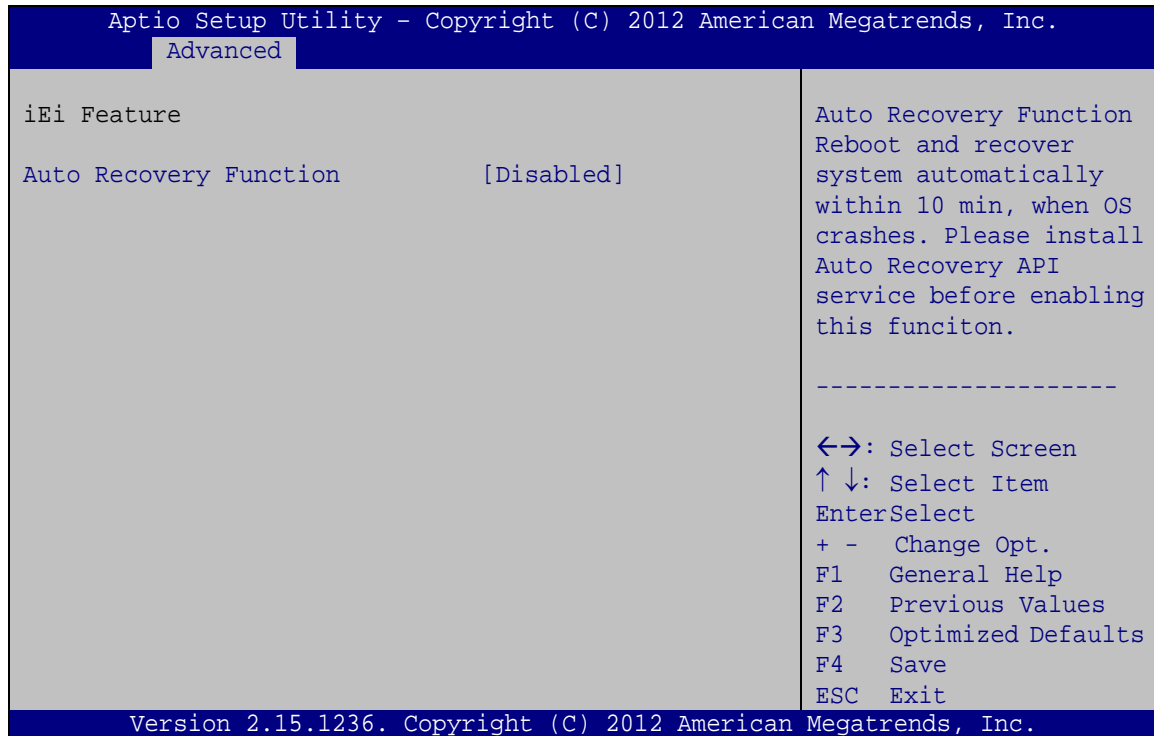 Aptio Setup Utility – Copyright (C) 2012 American Megatrends, Inc.
Advanced
iEi Feature
Auto Recovery Function [Disabled]
Auto Recovery Function
Reboot and recover
system automatically
within 10 min, when OS
crashes. Please install
Auto Recovery API
service before enabling
this funciton.
---------------------
←→: Select Screen
↑ ↓: Select Item
EnterSelect
+ - Change Opt.
F1 General Help
F2 Previous Values
F3 Optimized Defaults
F4 Save
ESC Exit
Version 2.15.1236. Copyright (C) 2012 American Megatrends, Inc.